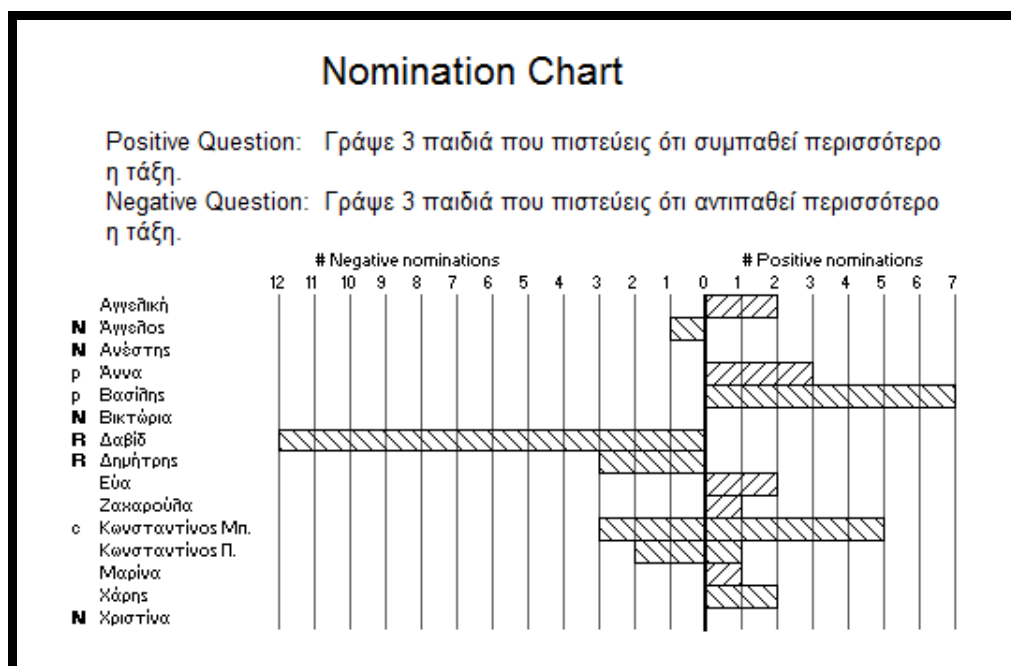 Nomination Chart
Positive Question: Γράψε 3 παιδιά που πιστεύεις ότι συμπαθεί περισσότερο
η τάξη.
Negative Question: Γράψε 3 παιδιά που πιστεύεις ότι αντιπαθεί περισσότερο
η τάξη.
# Negative nominations # Positive nominations
12 11 10 9 8 7 6 5 4 3 2 1 0 1 2 3 4 5 6 7
Αγγελική
N Άγγελος
N Ανέστης
p Άννα
p Βασίλης
N Βικτώρια
R Δαβίδ
R Δημήτρης
Εύα
Ζαχαρούλα
c Κωνσταντίνος Μπ.
Κωνσταντίνος Π.
Μαρίνα
Χάρης
N Χριστίνα